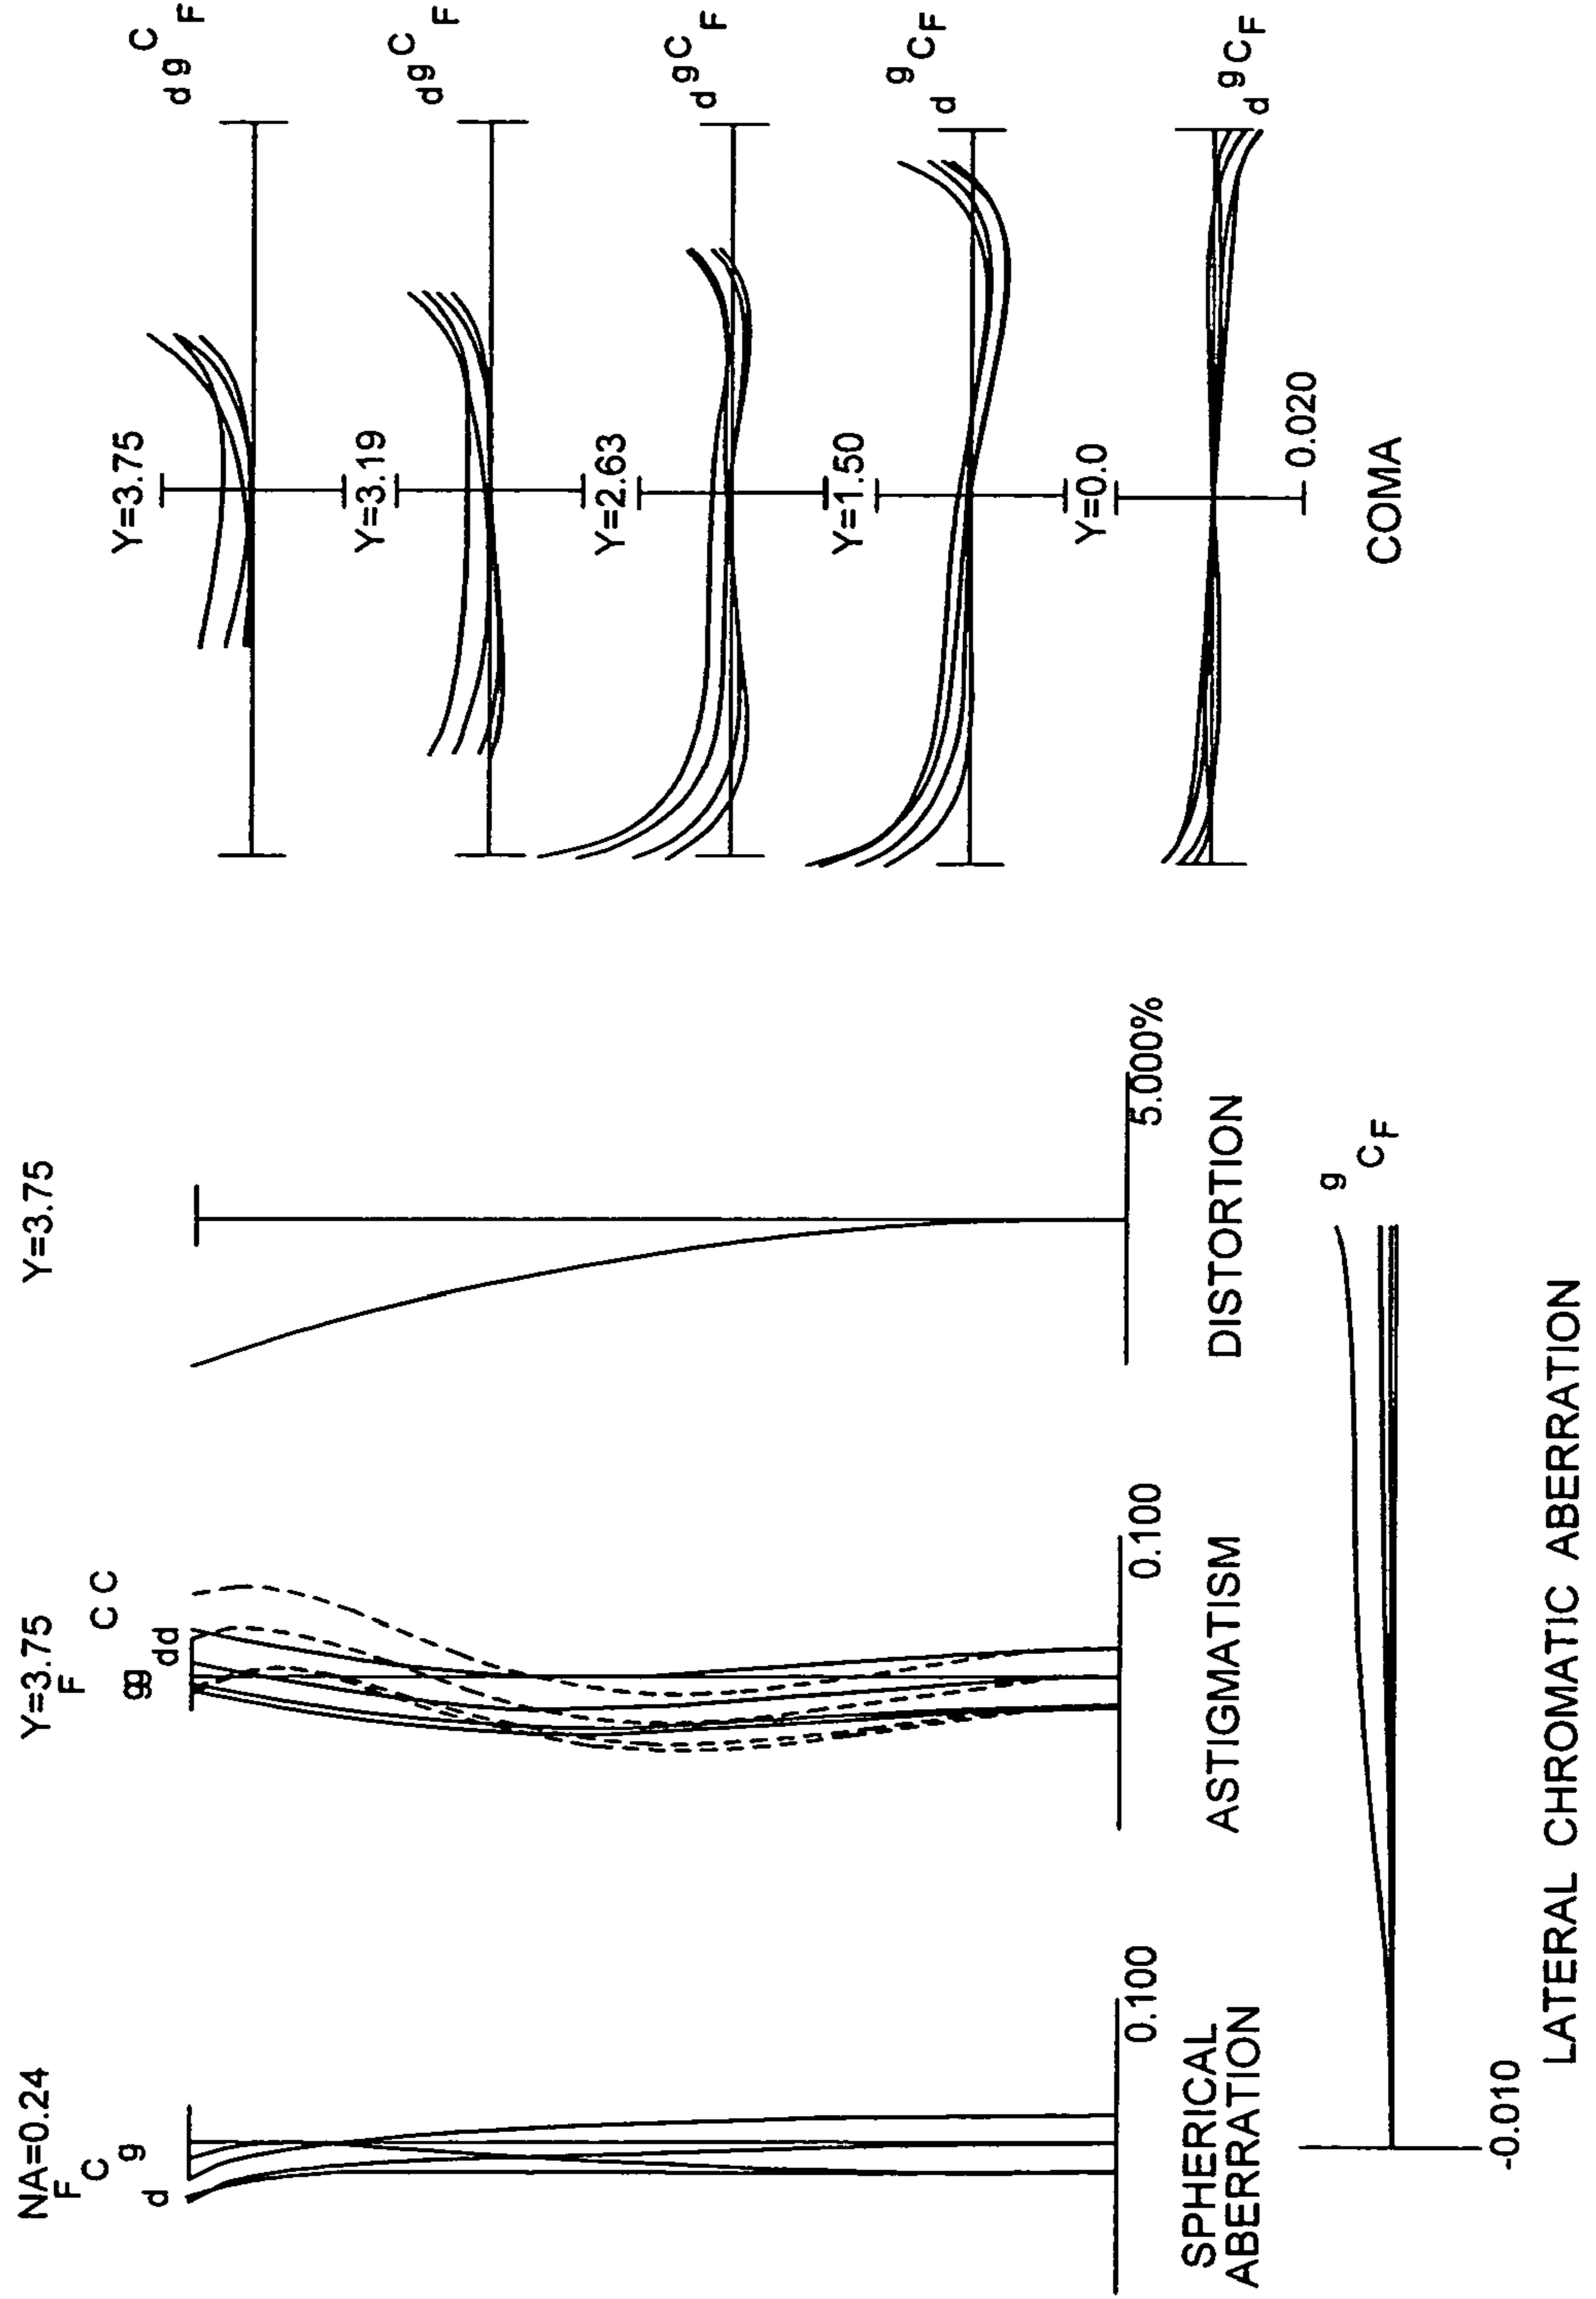 NA=0.24
F
C
g
d
0.100
SPHERICAL
ABERRATION
Y=3.75
F
C C
gg
dd
0.100
ASTIGMATISM
Y=3.75
5.000%
DISTORTION
Y=3.75
C
F
g
d
Y=3.19
C
F
g
d
Y=2.63
C
F
g
d
Y=1.50
g
C
F
d
Y=0.0
g
C
F
d
0.020
COMA
g
C
F
-0.010
LATERAL CHROMATIC ABERRATION